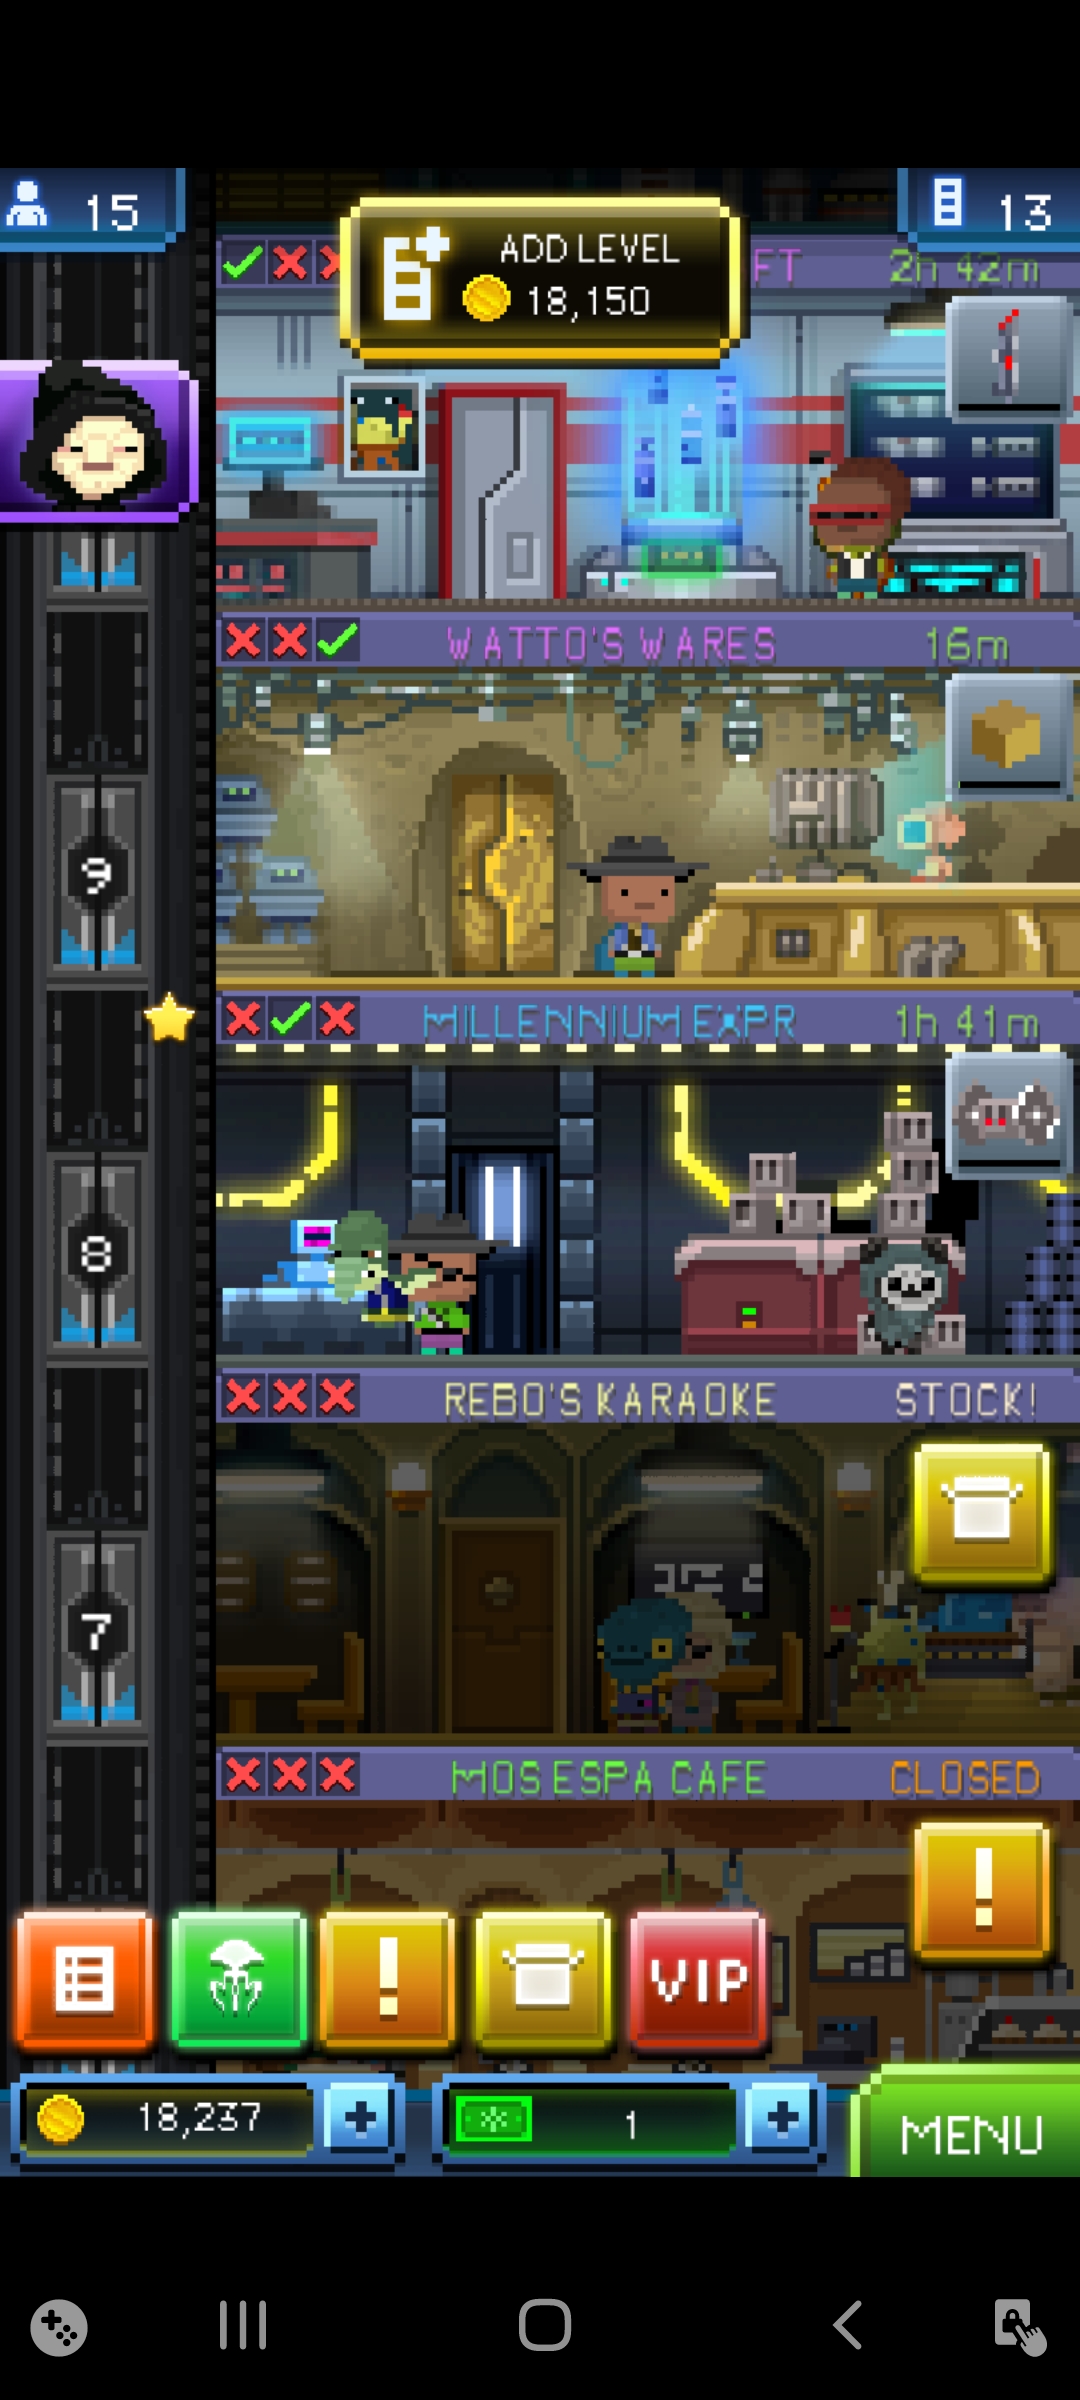 15
ADD LEVEL
18,150
13
FT
2h 42m
WATTO'S WARES
16m
9
MILLENNIUM EXPR
1h 41m
8
REBO'S KARAOKE
STOCK!
7
MOS ESPA CAFE
CLOSED
VIP
18,237
1
MENU